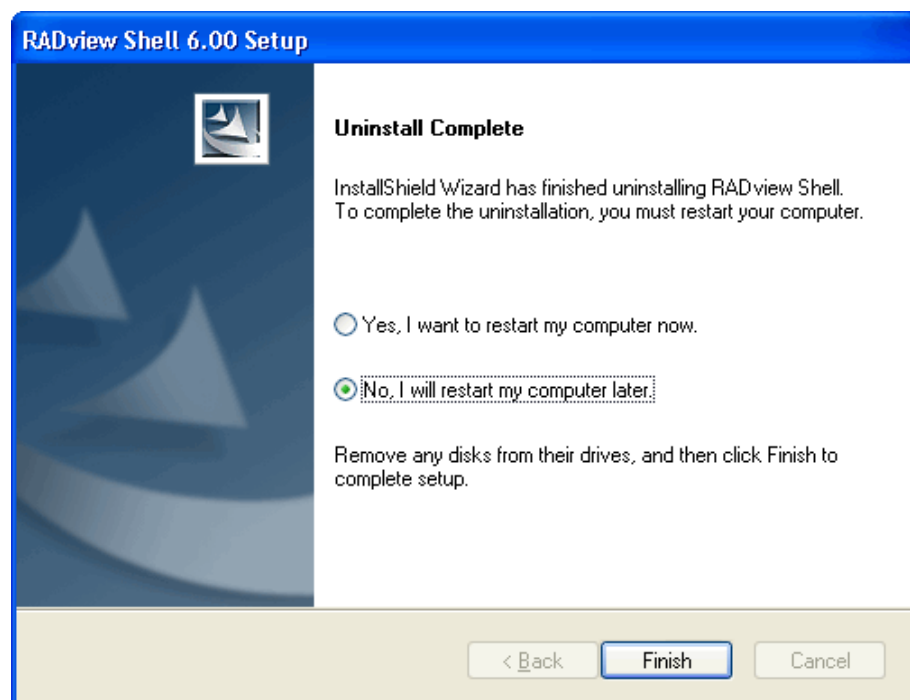 RADview Shell 6.00 Setup
Uninstall Complete
InstallShield Wizard has finished uninstalling RADview Shell.
To complete the uninstallation, you must restart your computer.
Yes, I want to restart my computer now.
No, I will restart my computer later.
Remove any disks from their drives, and then click Finish to
complete setup.
< Back Finish Cancel